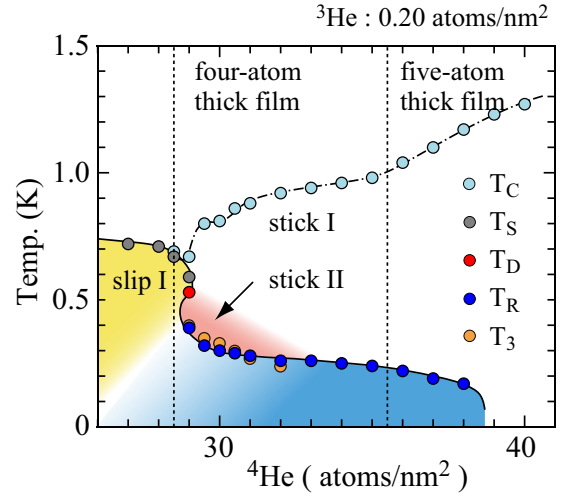 ³He : 0.20 atoms/nm²
1.5
four-atom
thick film
five-atom
thick film
1.0
T_C
stick I
T_S
slip I
T_D
0.5
stick II
T_R
T_3
0
30
40
Temp. (K)
⁴He ( atoms/nm²)